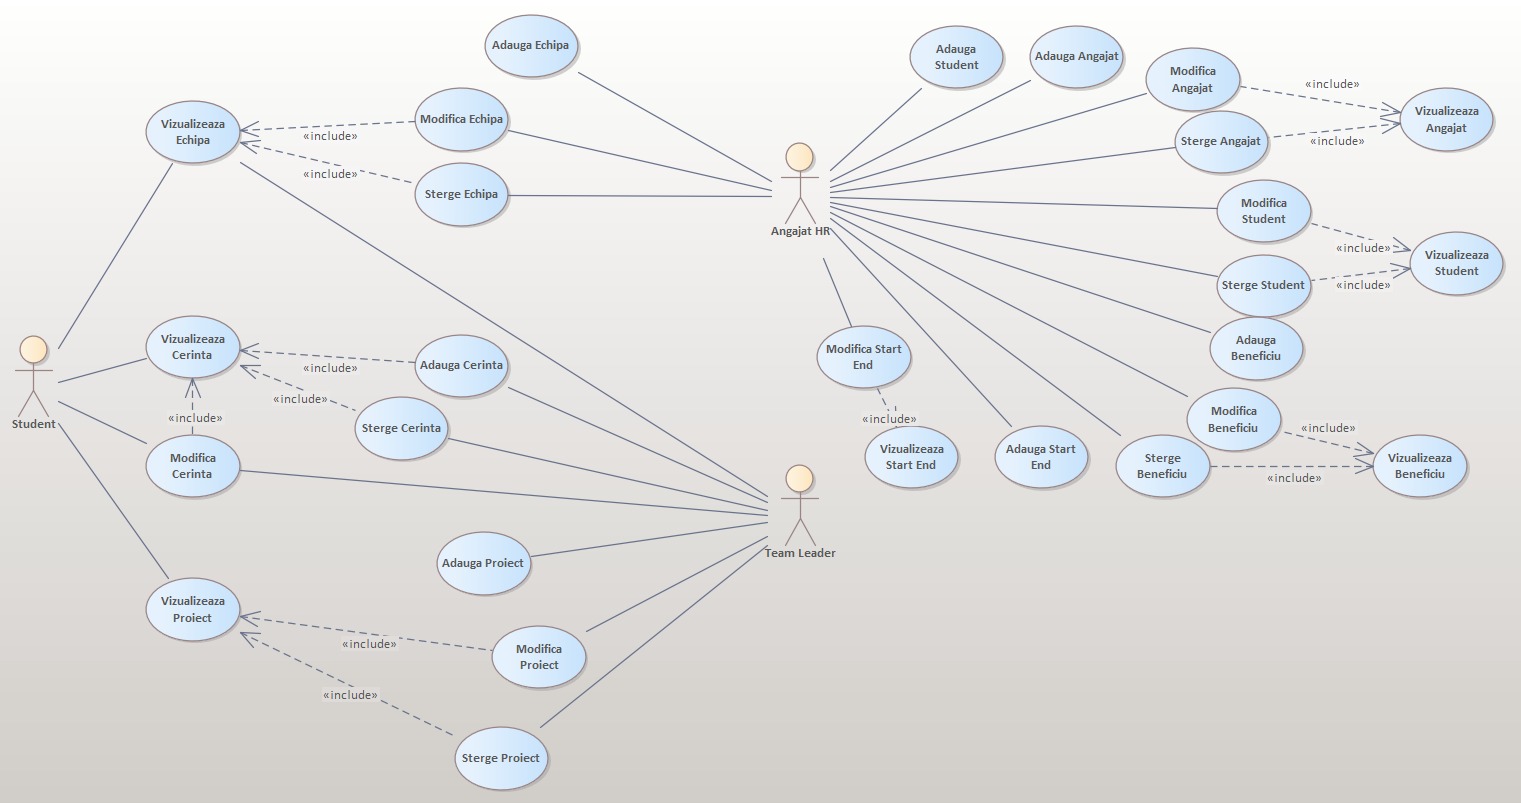 Adauga Echipa
Vizualizeaza
Echipa
«include»
Modifica Echipa
«include»
Sterge Echipa
Adauga
Student
Adauga Angajat
Modifica
Angajat
«include»
Vizualizeaza
Angajat
Sterge Angajat
«include»
Angajat HR
Modifica
Student
«include»
Vizualizeaza
Student
Sterge Student
«include»
Adauga
Beneficiu
Modifica Start
End
«include»
Vizualizeaza
Start End
Adauga Start
End
Modifica
Beneficiu
«include»
Sterge
Beneficiu
«include»
Vizualizeaza
Beneficiu
Student
Vizualizeaza
Cerinta
«include»
Adauga Cerinta
«include»
Sterge Cerinta
«include»
Modifica
Cerinta
Team Leader
Adauga Proiect
Vizualizeaza
Proiect
«include»
Modifica
Proiect
«include»
Sterge Proiect